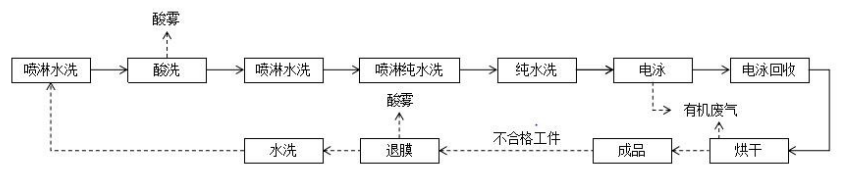 酸雾
喷淋水洗
酸洗
喷淋水洗
喷淋纯水洗
纯水洗
电泳
电泳回收
酸雾
有机废气
不合格工件
水洗
退膜
成品
烘干